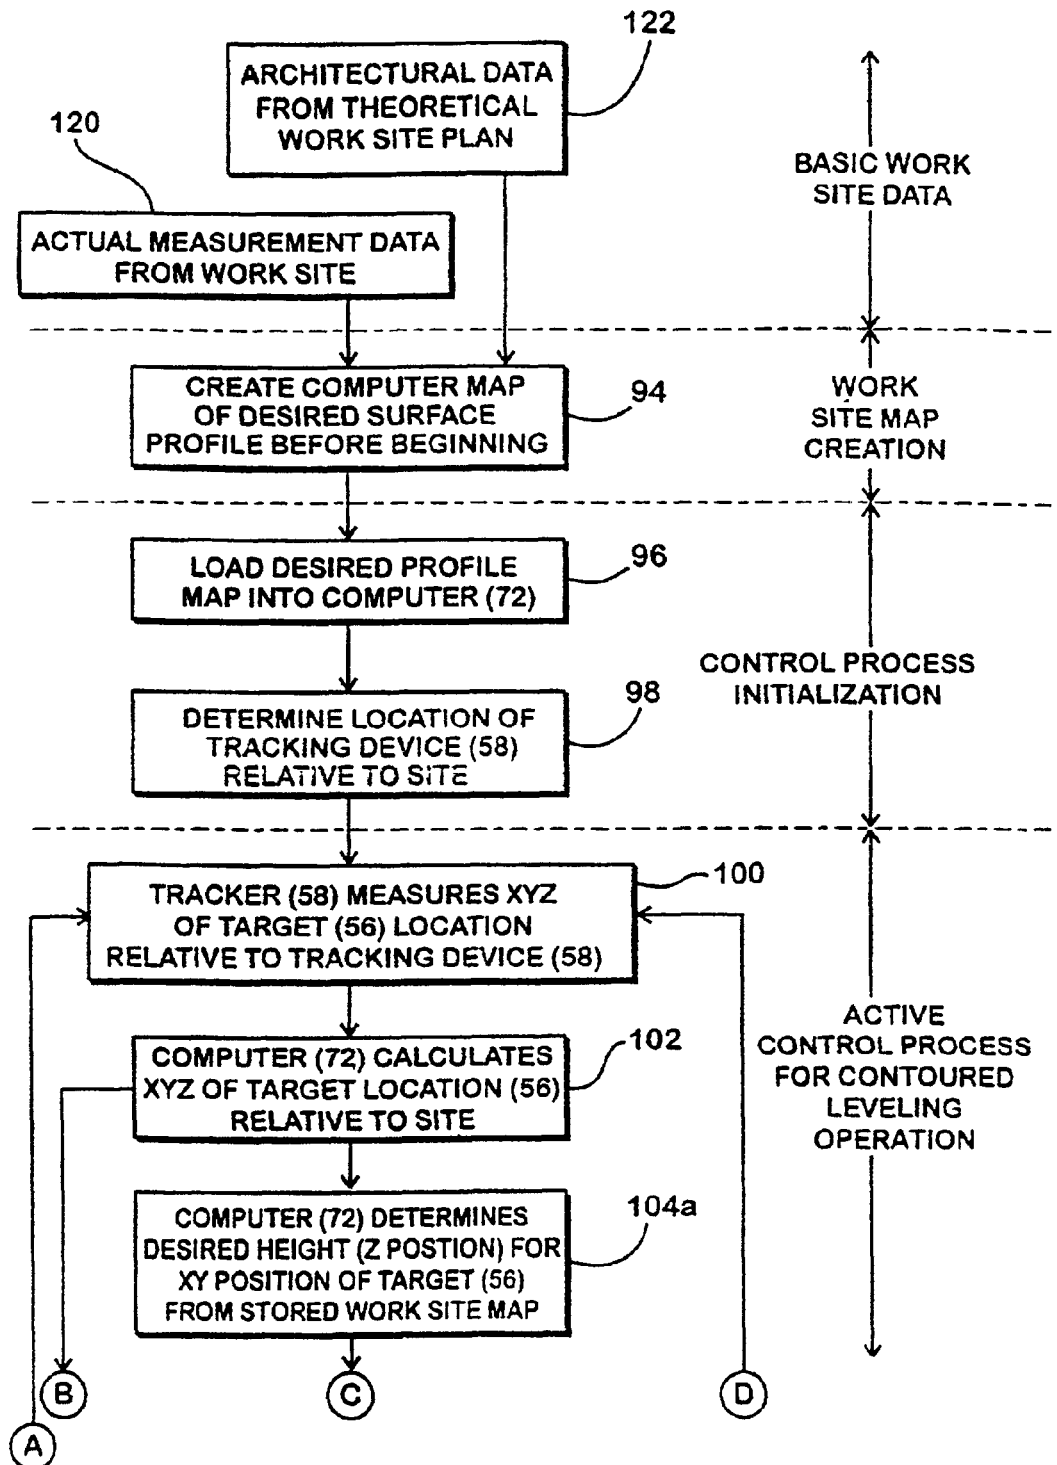 122
ARCHITECTURAL DATA
FROM THEORETICAL
WORK SITE PLAN
120
ACTUAL MEASUREMENT DATA
FROM WORK SITE
BASIC WORK
SITE DATA
CREATE COMPUTER MAP
OF DESIRED SURFACE
PROFILE BEFORE BEGINNING
94
WORK
SITE MAP
CREATION
LOAD DESIRED PROFILE
MAP INTO COMPUTER (72)
96
DETERMINE LOCATION OF
TRACKING DEVICE (58)
RELATIVE TO SITE
98
CONTROL PROCESS
INITIALIZATION
TRACKER (58) MEASURES XYZ
OF TARGET (56) LOCATION
RELATIVE TO TRACKING DEVICE (58)
100
COMPUTER (72) CALCULATES
XYZ OF TARGET LOCATION (56)
RELATIVE TO SITE
102
COMPUTER (72) DETERMINES
DESIRED HEIGHT (Z POSTION) FOR
XY POSITION OF TARGET (56)
FROM STORED WORK SITE MAP
104a
ACTIVE
CONTROL PROCESS
FOR CONTOURED
LEVELING
OPERATION
B
C
D
A